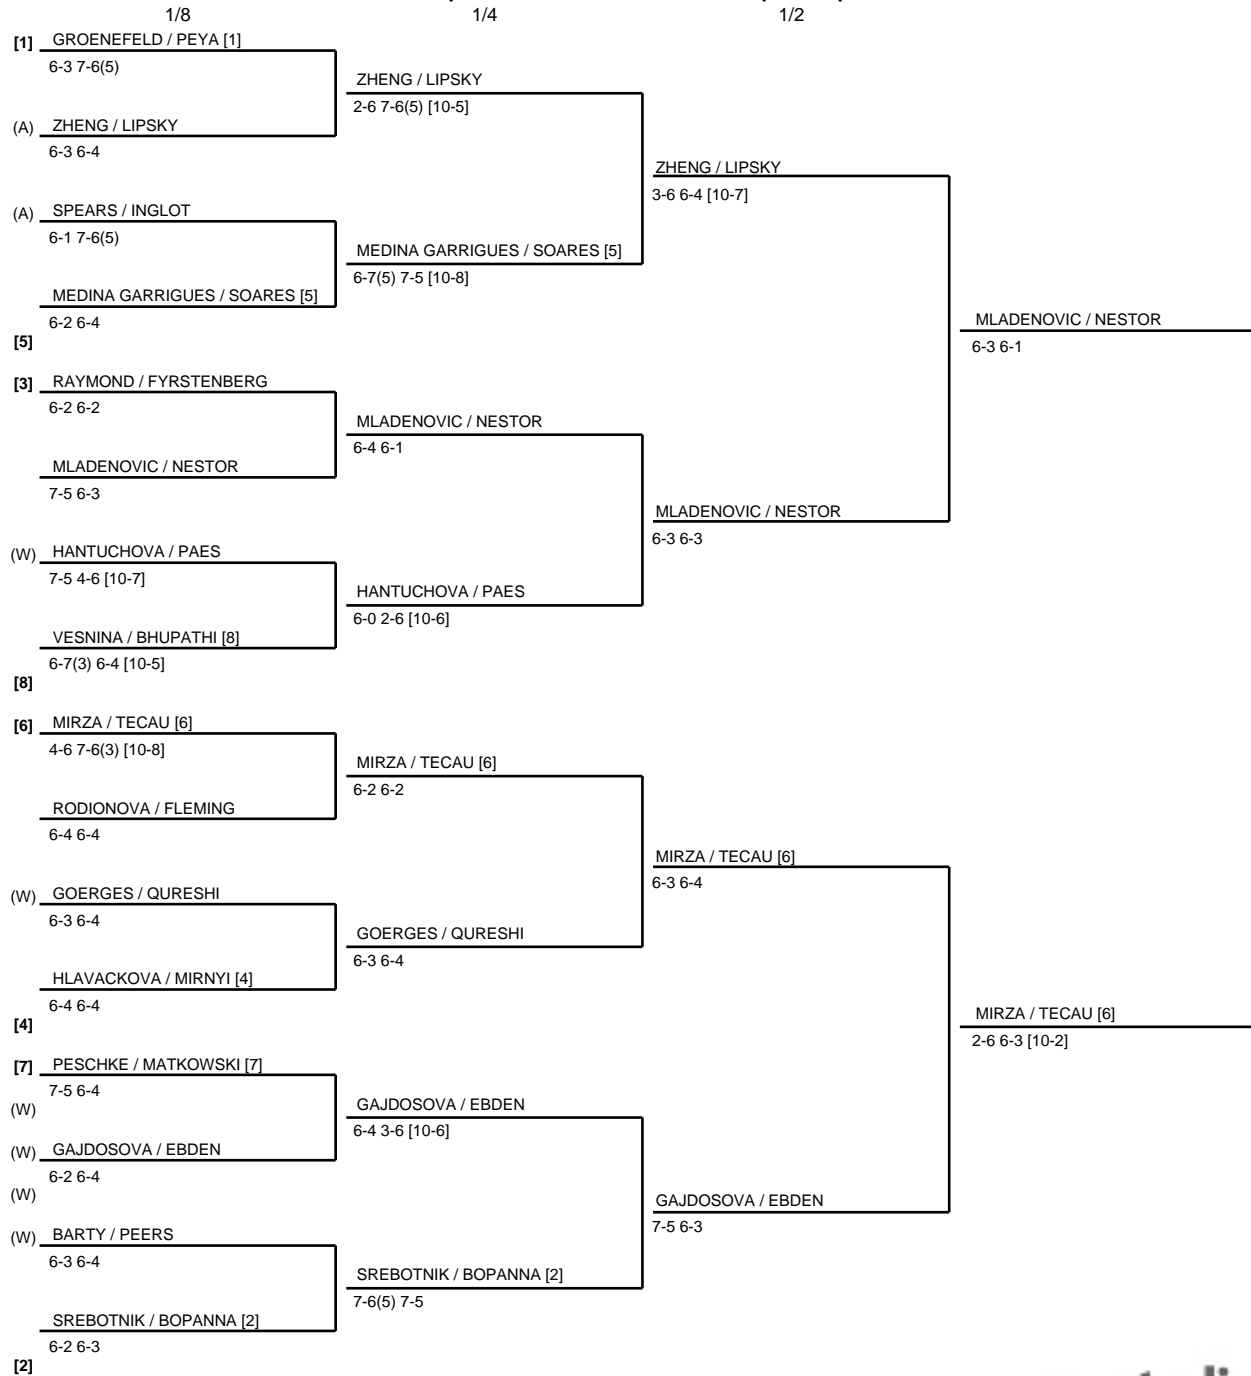 1/8 1/4 1/2
[1] GROENEFELD / PEYA [1]
6-3 7-6(5)
ZHENG / LIPSKY
2-6 7-6(5) [10-5]
(A) ZHENG / LIPSKY
6-3 6-4
ZHENG / LIPSKY
3-6 6-4 [10-7]
(A) SPEARS / INGLOT
6-1 7-6(5)
MEDINA GARRIGUES / SOARES [5]
6-7(5) 7-5 [10-8]
MEDINA GARRIGUES / SOARES [5]
6-2 6-4
[5]
MLADENOVIC / NESTOR
6-3 6-1
[3] RAYMOND / FYRSTENBERG
6-2 6-2
MLADENOVIC / NESTOR
6-4 6-1
MLADENOVIC / NESTOR
7-5 6-3
MLADENOVIC / NESTOR
6-3 6-3
(W) HANTUCHOVA / PAES
7-5 4-6 [10-7]
HANTUCHOVA / PAES
6-0 2-6 [10-6]
VESNINA / BHUPATHI [8]
6-7(3) 6-4 [10-5]
[8]
[6] MIRZA / TECAU [6]
4-6 7-6(3) [10-8]
MIRZA / TECAU [6]
6-2 6-2
RODIONOVA / FLEMING
6-4 6-4
MIRZA / TECAU [6]
6-3 6-4
(W) GOERGES / QURESHI
6-3 6-4
GOERGES / QURESHI
6-3 6-4
HLAVACKOVA / MIRNYI [4]
6-4 6-4
[4]
MIRZA / TECAU [6]
2-6 6-3 [10-2]
[7] PESCHKE / MATKOWSKI [7]
7-5 6-4
(W)
GAJDOSOVA / EBDEN
6-4 3-6 [10-6]
(W) GAJDOSOVA / EBDEN
6-2 6-4
(W)
GAJDOSOVA / EBDEN
7-5 6-3
(W) BARTY / PEERS
6-3 6-4
SREBOTNIK / BOPANNA [2]
7-6(5) 7-5
SREBOTNIK / BOPANNA [2]
6-2 6-3
[2]